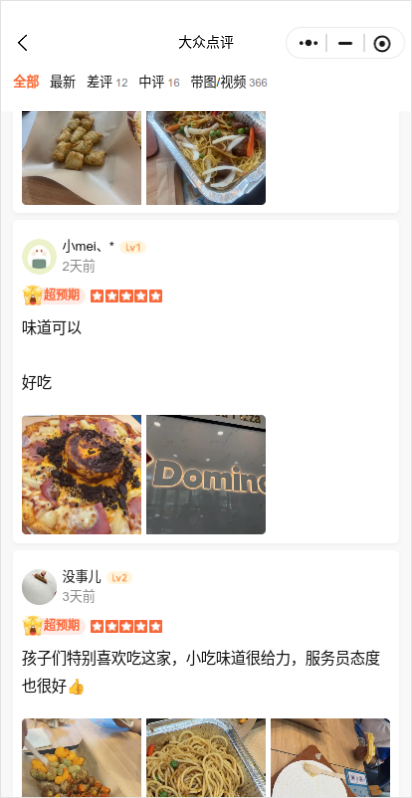 大众点评
全部 最新 差评 12 中评 16 带图/视频 366
小mei、* Lv1
2天前
超预期
味道可以
好吃
Domino
没事儿 Lv2
3天前
超预期
孩子们特别喜欢吃这家，小吃味道很给力，服务员态度
也很好👍